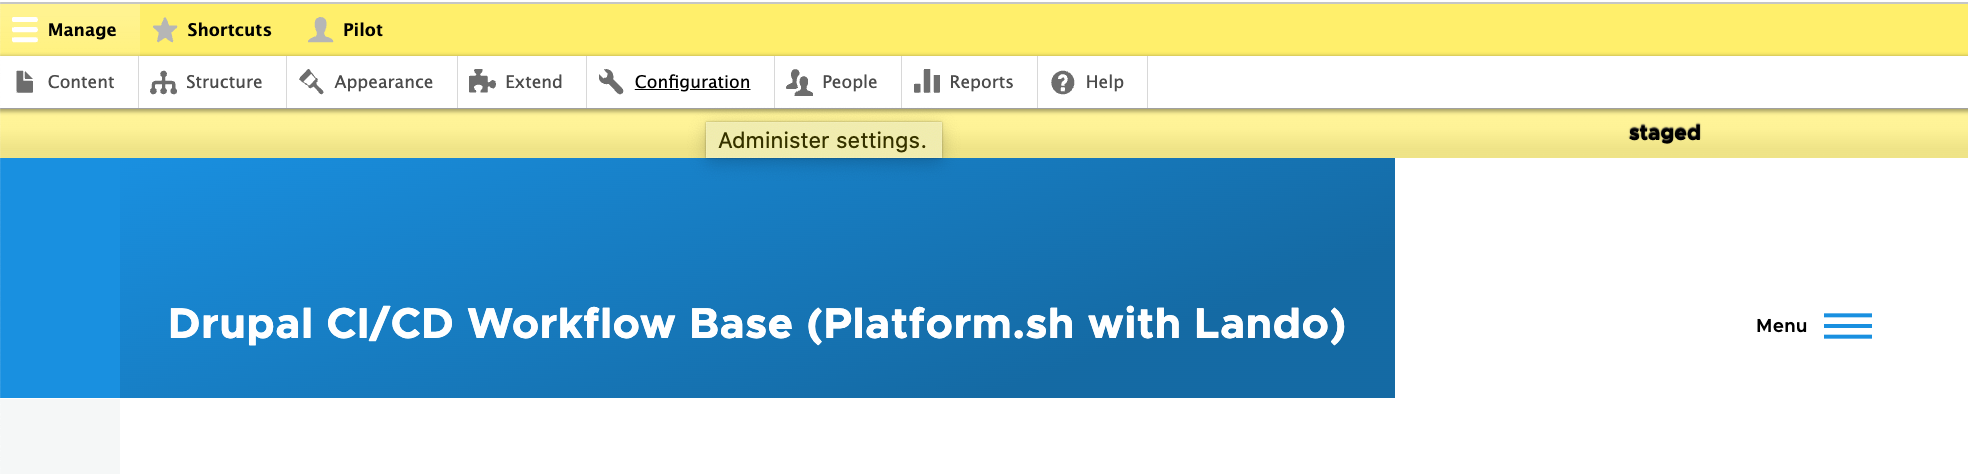 Manage Shortcuts Pilot
Content Structure Appearance Extend Configuration People Reports Help
staged
Administer settings.
Drupal CI/CD Workflow Base (Platform.sh with Lando)
Menu